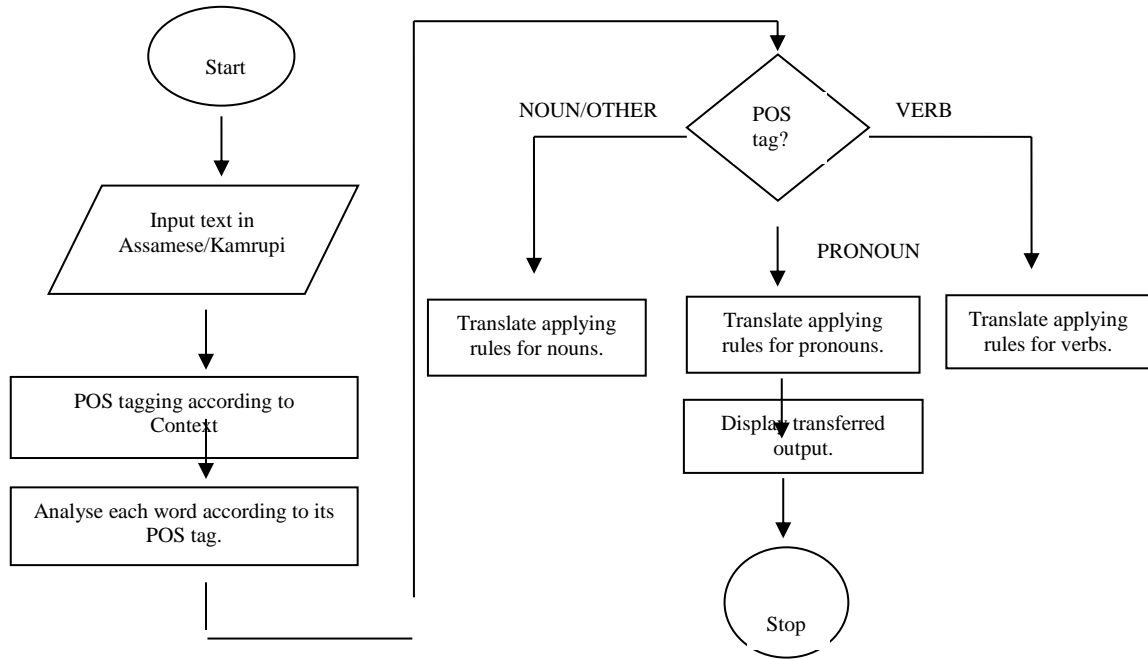 Start
Input text in
Assamese/Kamrupi
POS tagging according to
Context
Analyse each word according to its
POS tag.
POS
tag?
NOUN/OTHER
VERB
PRONOUN
Translate applying
rules for nouns.
Translate applying
rules for pronouns.
Translate applying
rules for verbs.
Display transferred
output.
Stop